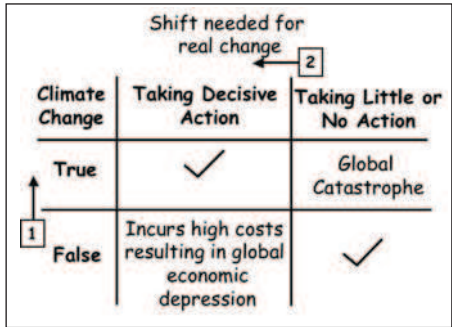 Shift needed for
real change
2
Climate
Change
Taking Decisive
Action
Taking Little or
No Action
True
Global
Catastrophe
1
False
Incurs high costs
resulting in global
economic
depression